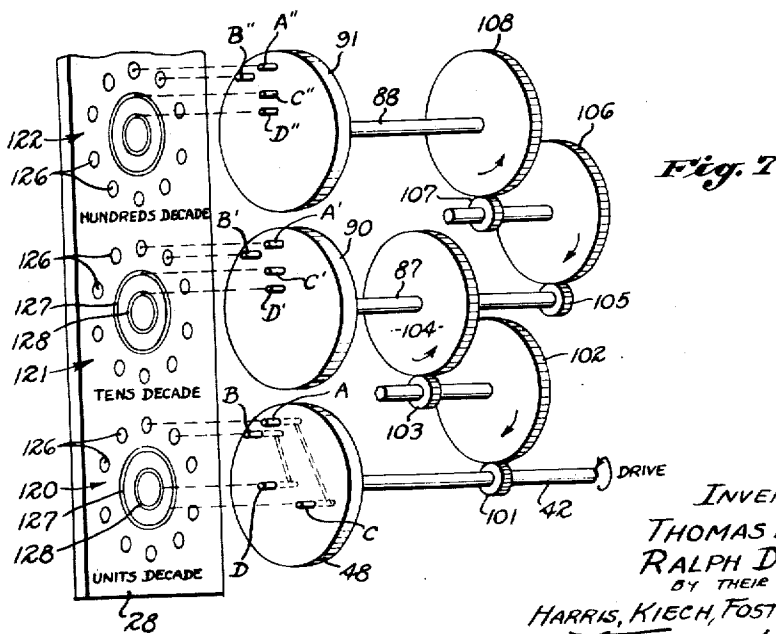 B" A" 91 108
88 106
C"
D"
122
126
107
Fig. 7
HUNDREDS DECADE
A'
B' 90
126
87
C'
127
D'
105
128
-104-
102
121
TENS DECADE
103
B A
126
120
DRIVE
127
101 42
128
D C
UNITS DECADE
48
28
THOMAS
RALPH D
BY THEIR
HARRIS, KIECH, FOST